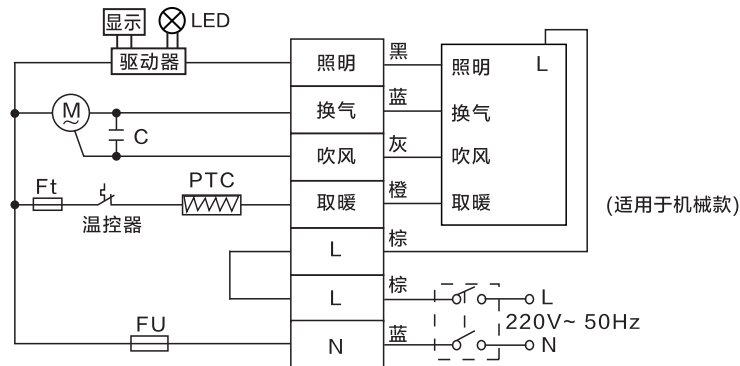 显示 LED
驱动器
照明 黑 照明 L
M
~
换气 蓝 换气
C
吹风 灰 吹风
Ft PTC
取暖 橙 取暖
温控器
(适用于机械款)
L 棕
L 棕 L
220V~ 50Hz
FU
N 蓝 N